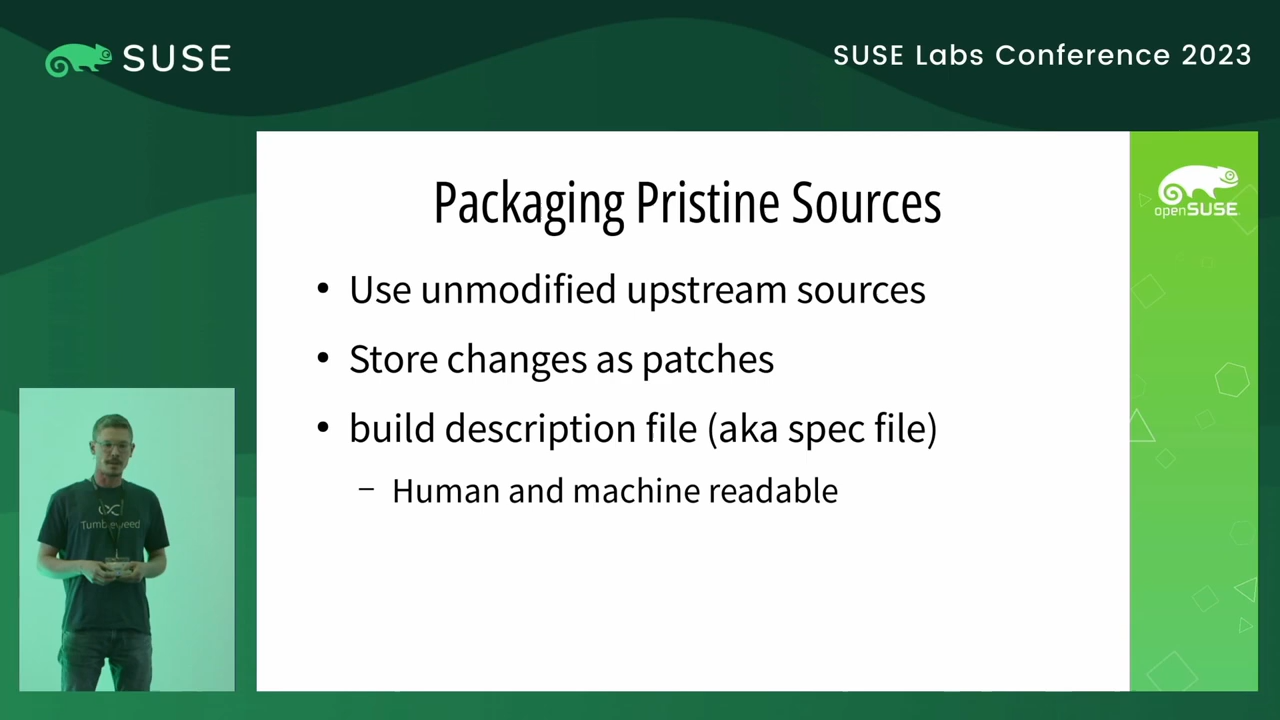 SUSE
SUSE Labs Conference 2023
Packaging Pristine Sources
openSUSE
• Use unmodified upstream sources
• Store changes as patches
• build description file (aka spec file)
– Human and machine readable
Tumbleweed